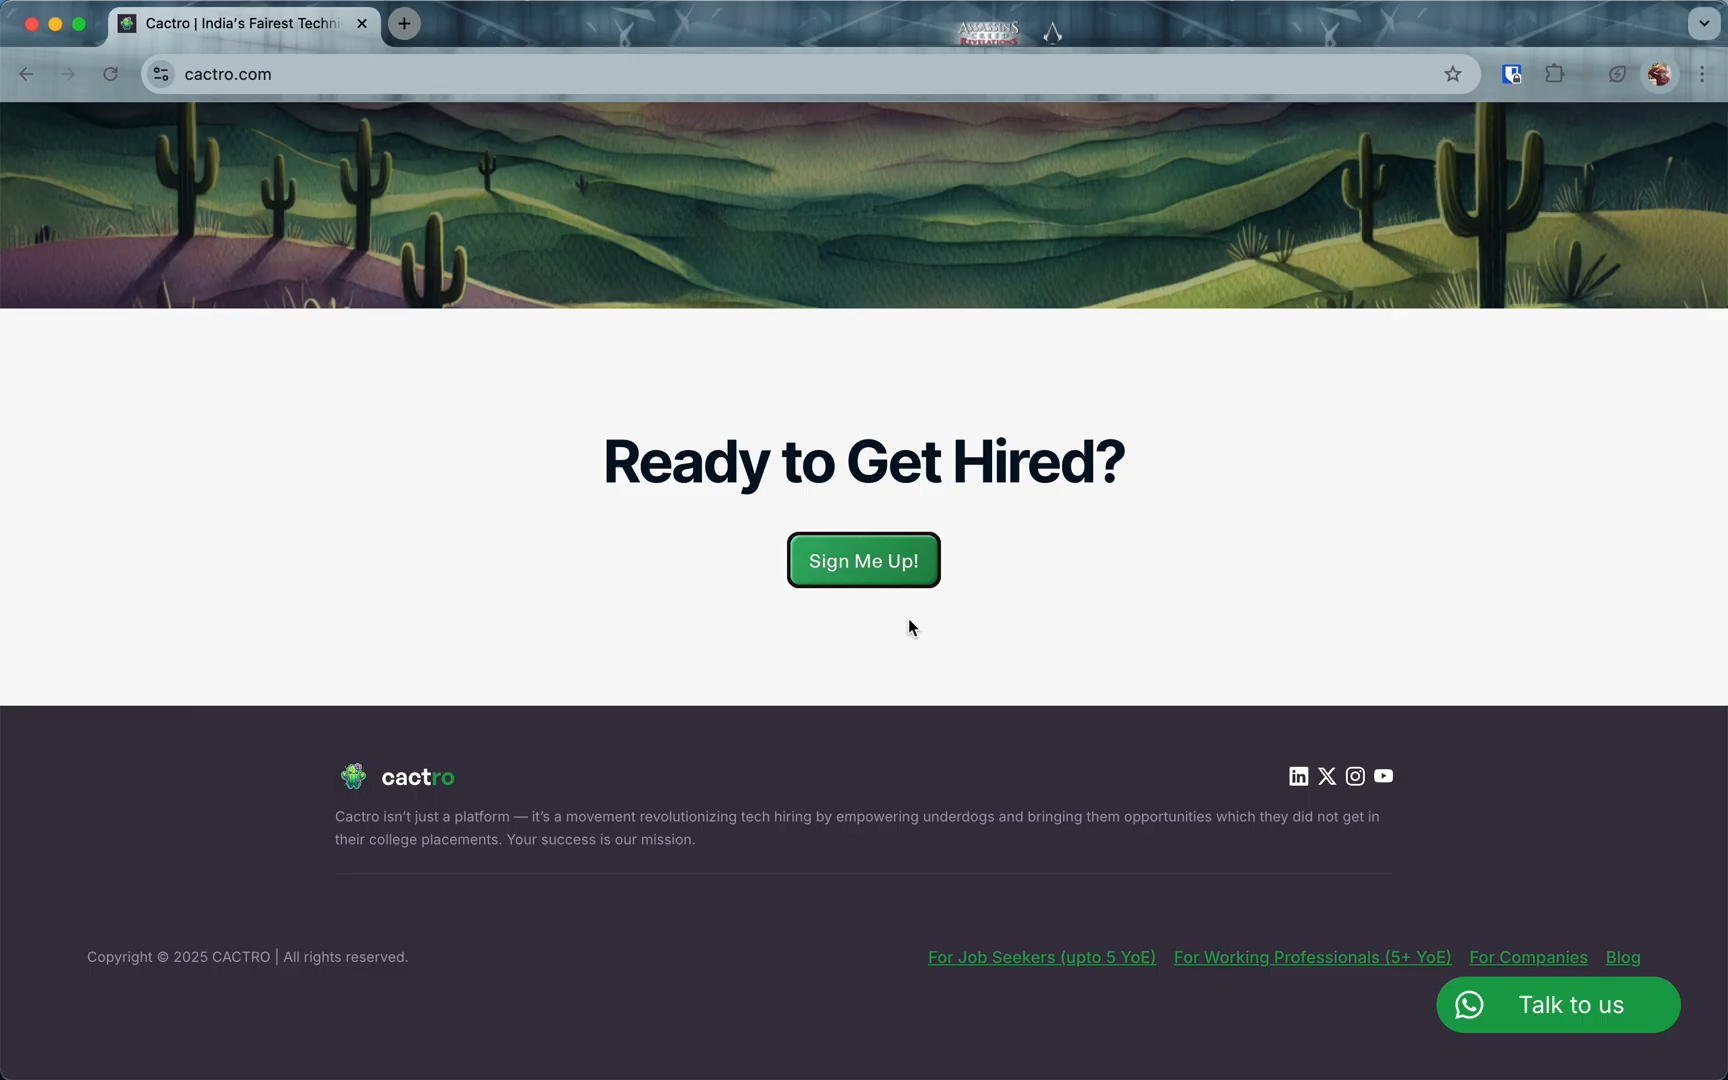 Cactro | India's Fairest Techni
ASSASSINS
CREED
REVELATIONS
cactro.com
Ready to Get Hired?
Sign Me Up!
cactro
Cactro isn't just a platform — it's a movement revolutionizing tech hiring by empowering underdogs and bringing them opportunities which they did not get in
their college placements. Your success is our mission.
Copyright © 2025 CACTRO | All rights reserved.
For Job Seekers (upto 5 YoE) For Working Professionals (5+ YoE) For Companies Blog
Talk to us